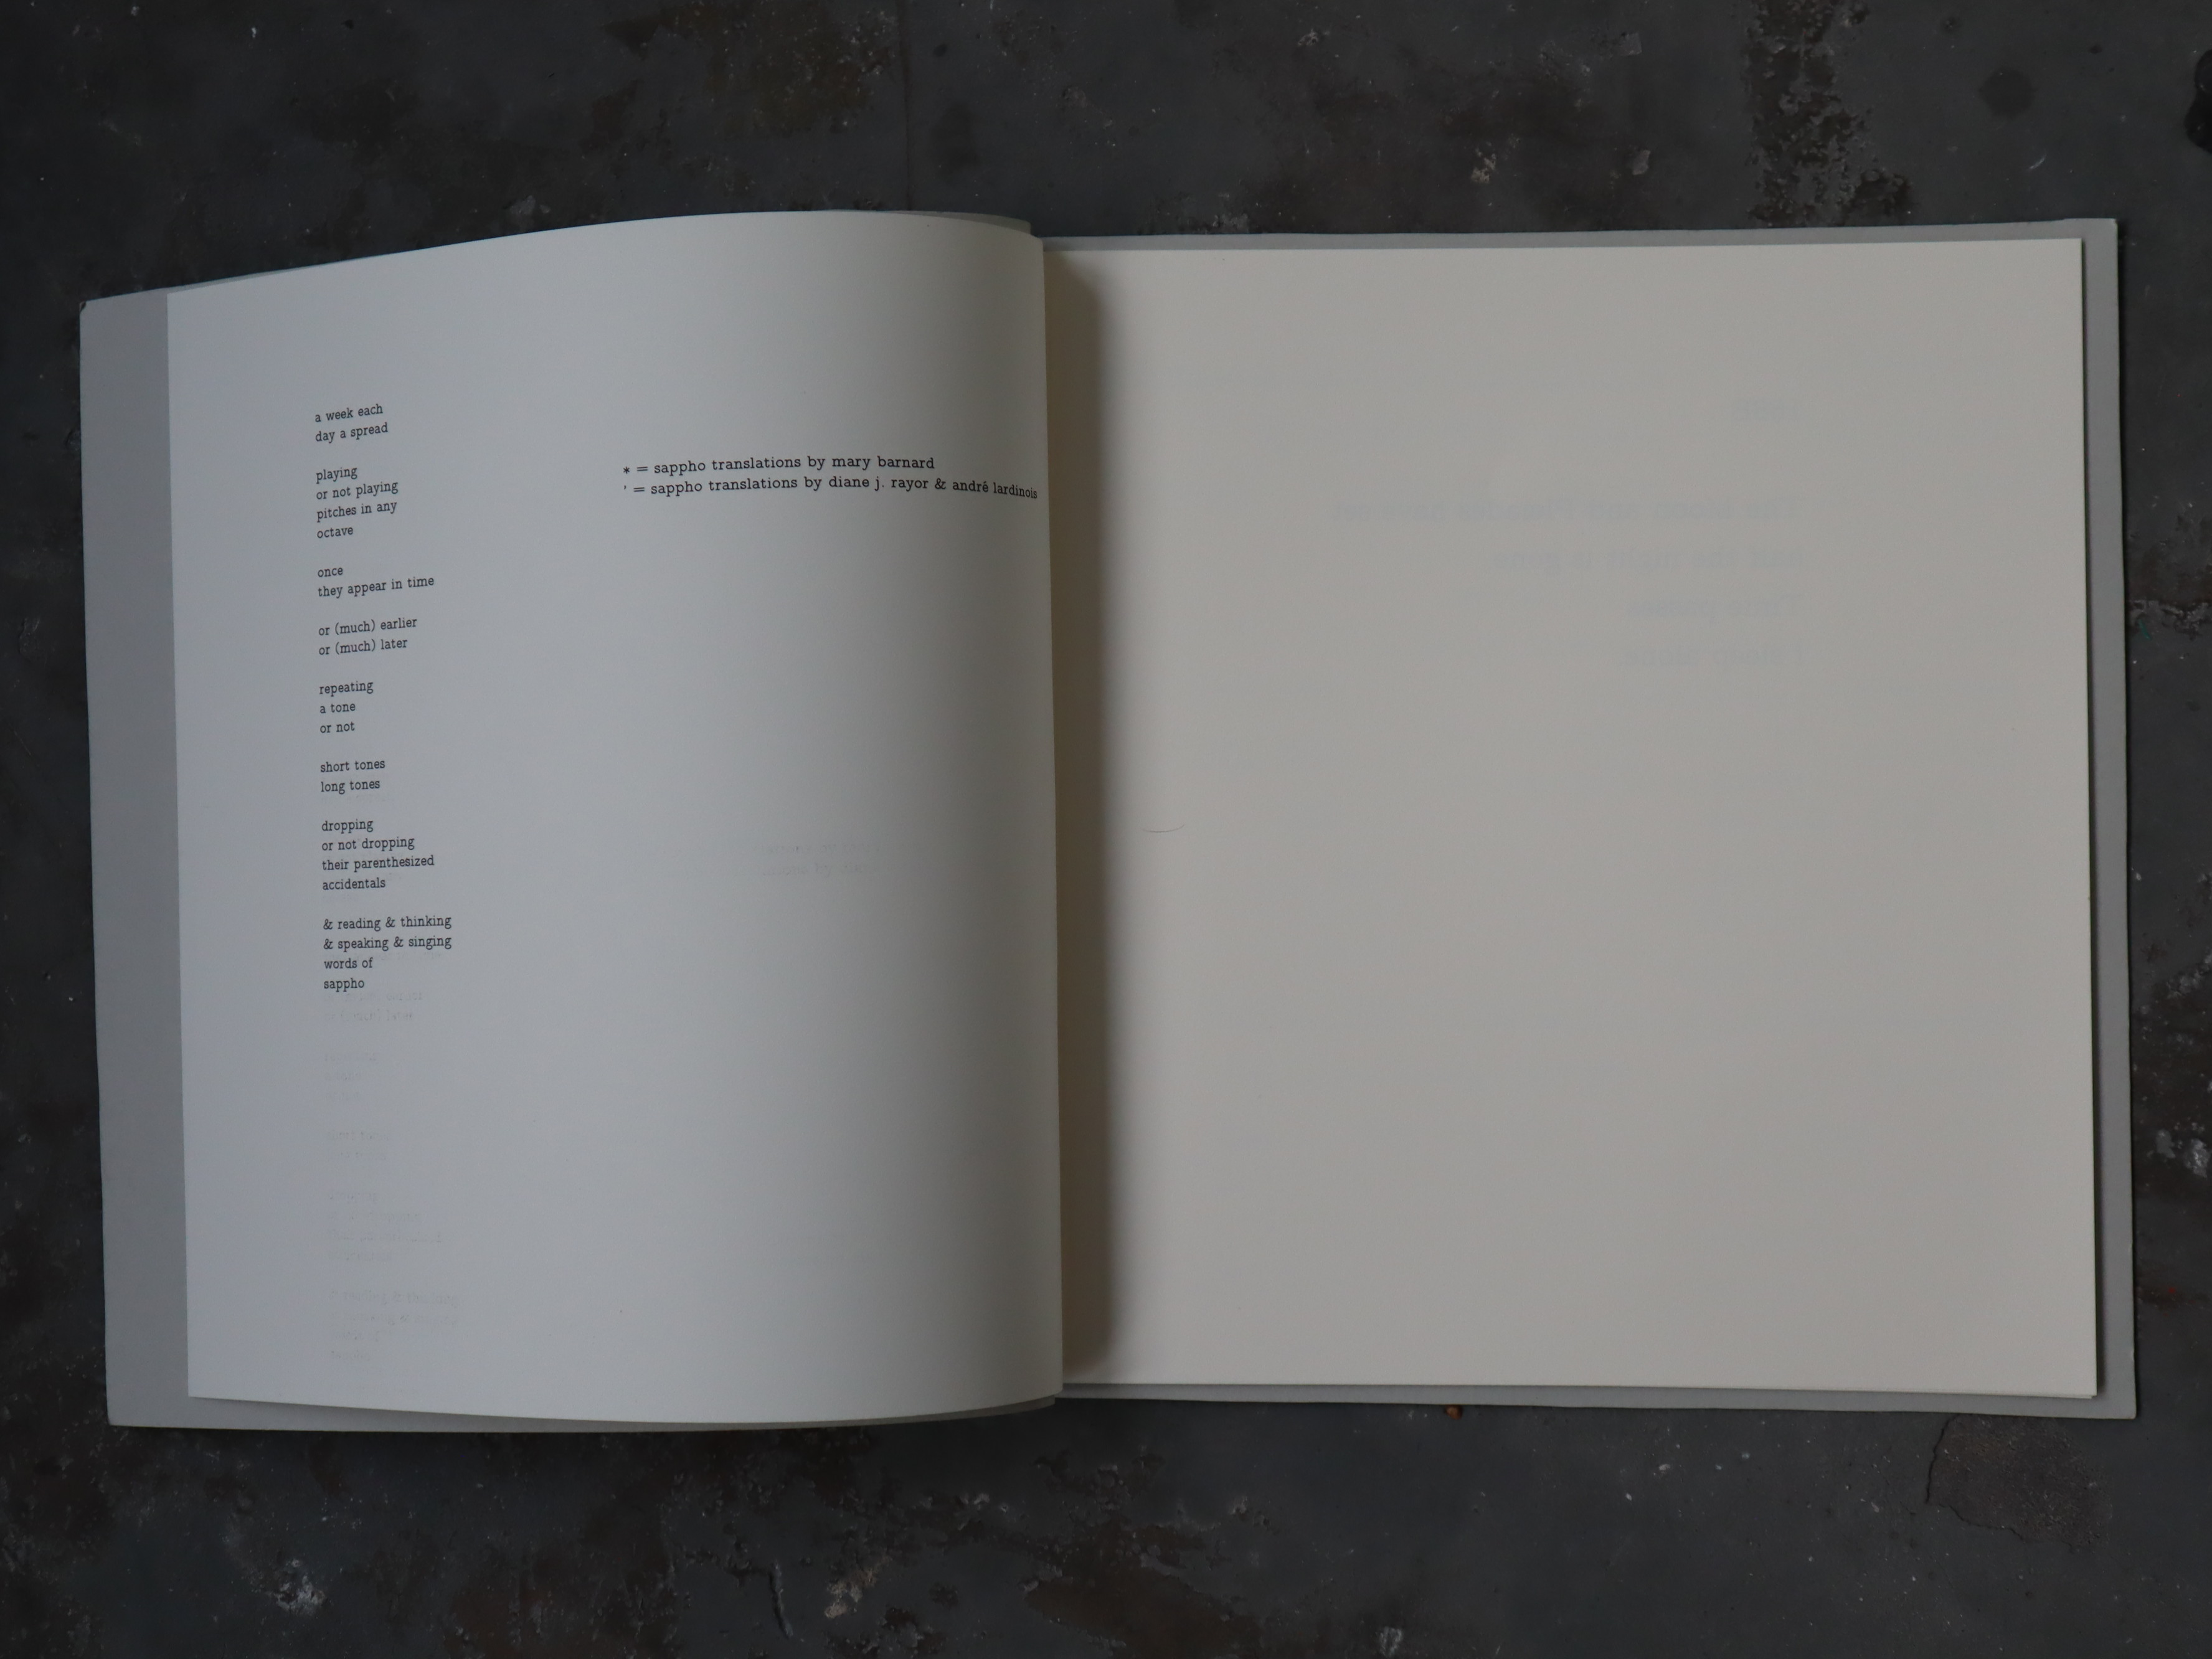 a week each
day a spread
playing
or not playing
pitches in any
octave
once
they appear in time
or (much) earlier
or (much) later
repeating
a tone
or not
short tones
long tones
dropping
or not dropping
their parenthesized
accidentals
& reading & thinking
& speaking & singing
words of
sappho
* = sappho translations by mary barnard
' = sappho translations by diane j. rayor & andré lardinois